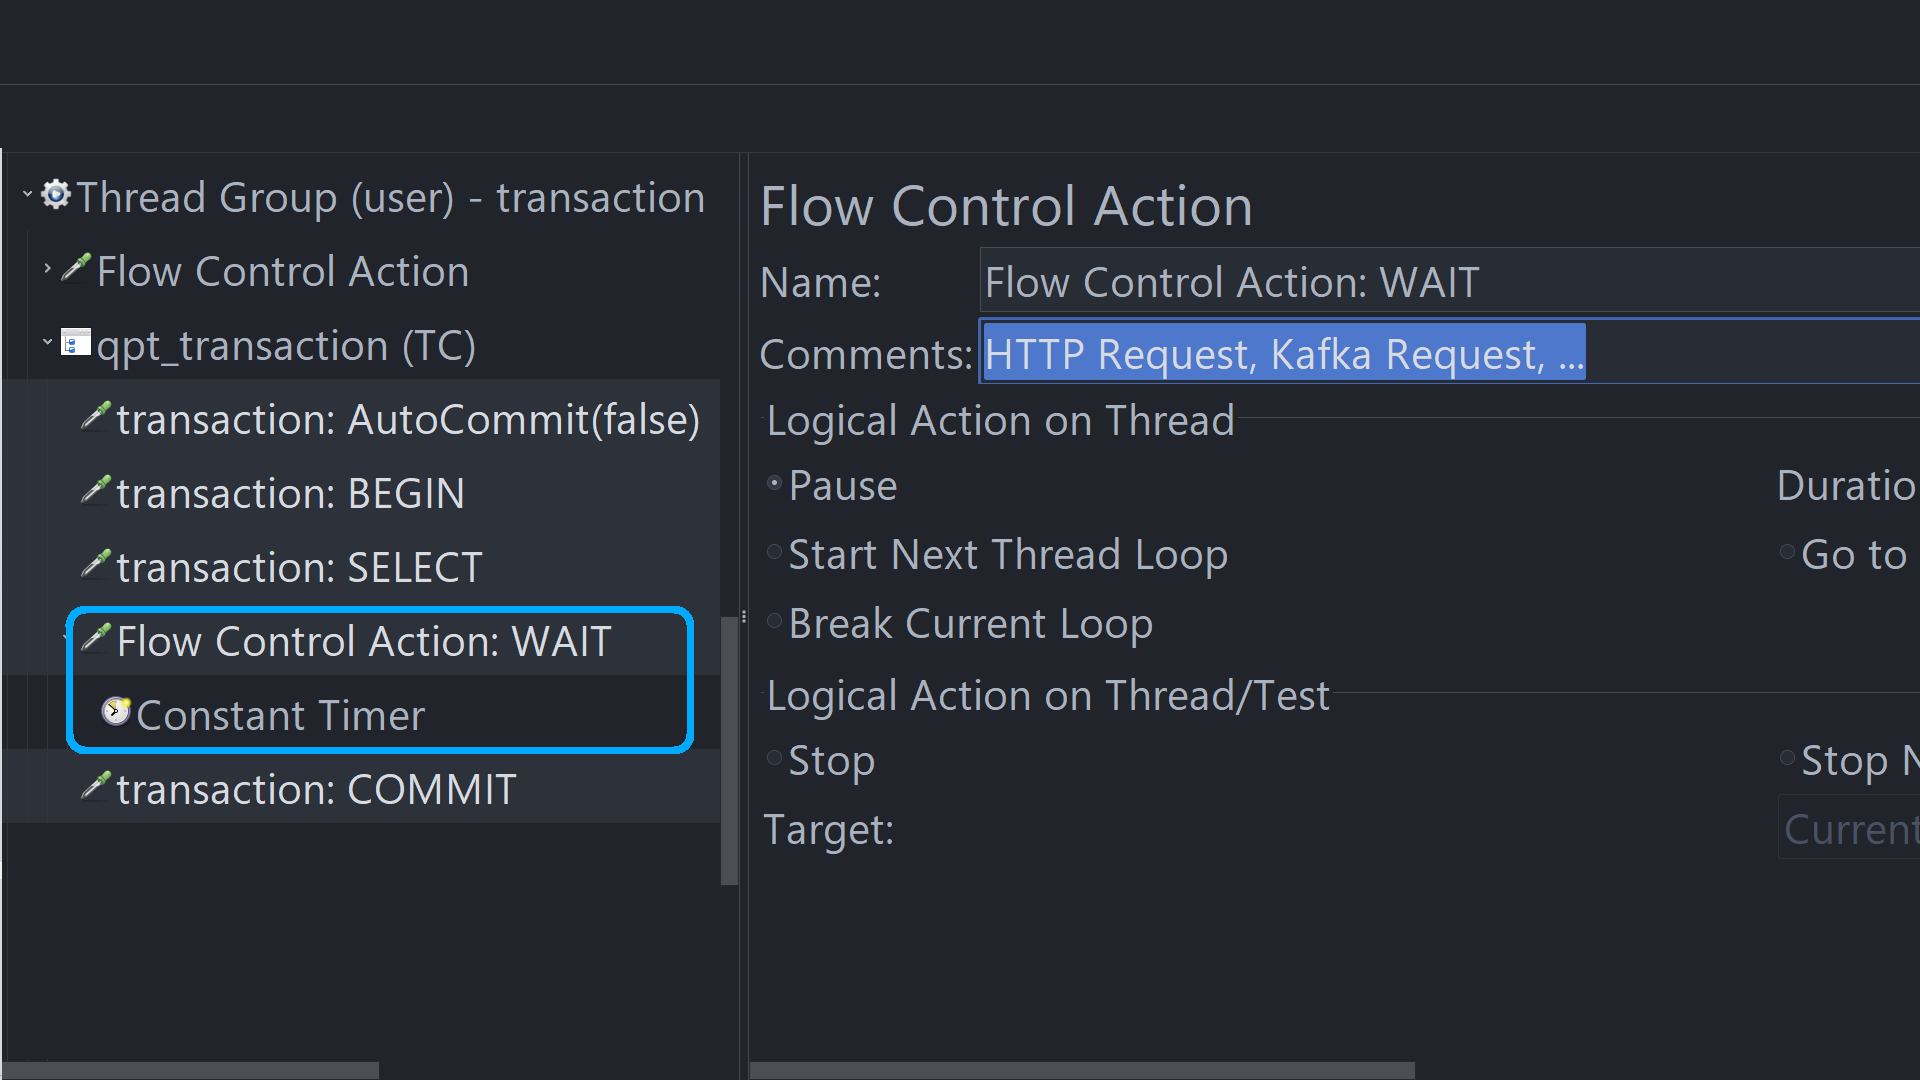 Thread Group (user) - transaction
Flow Control Action
qpt_transaction (TC)
transaction: AutoCommit(false)
transaction: BEGIN
transaction: SELECT
Flow Control Action: WAIT
Constant Timer
transaction: COMMIT
Flow Control Action
Name: Flow Control Action: WAIT
Comments: HTTP Request, Kafka Request, ...
Logical Action on Thread
Pause Duratio
Start Next Thread Loop Go to
Break Current Loop
Logical Action on Thread/Test
Stop Stop N
Target: Current